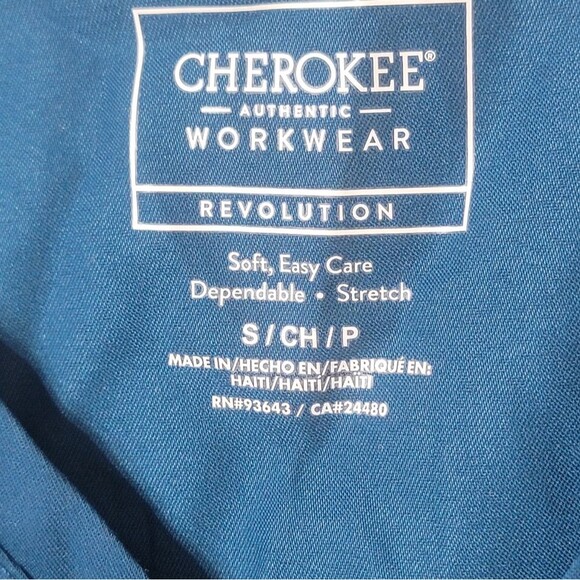 CHEROKEE®
AUTHENTIC
WORKWEAR
REVOLUTION
Soft, Easy Care
Dependable • Stretch
S/CH/P
MADE IN/HECHO EN/FABRIQUÉ EN:
HAITI/HAITÍ/HAÏTI
RN#93643 / CA#24480